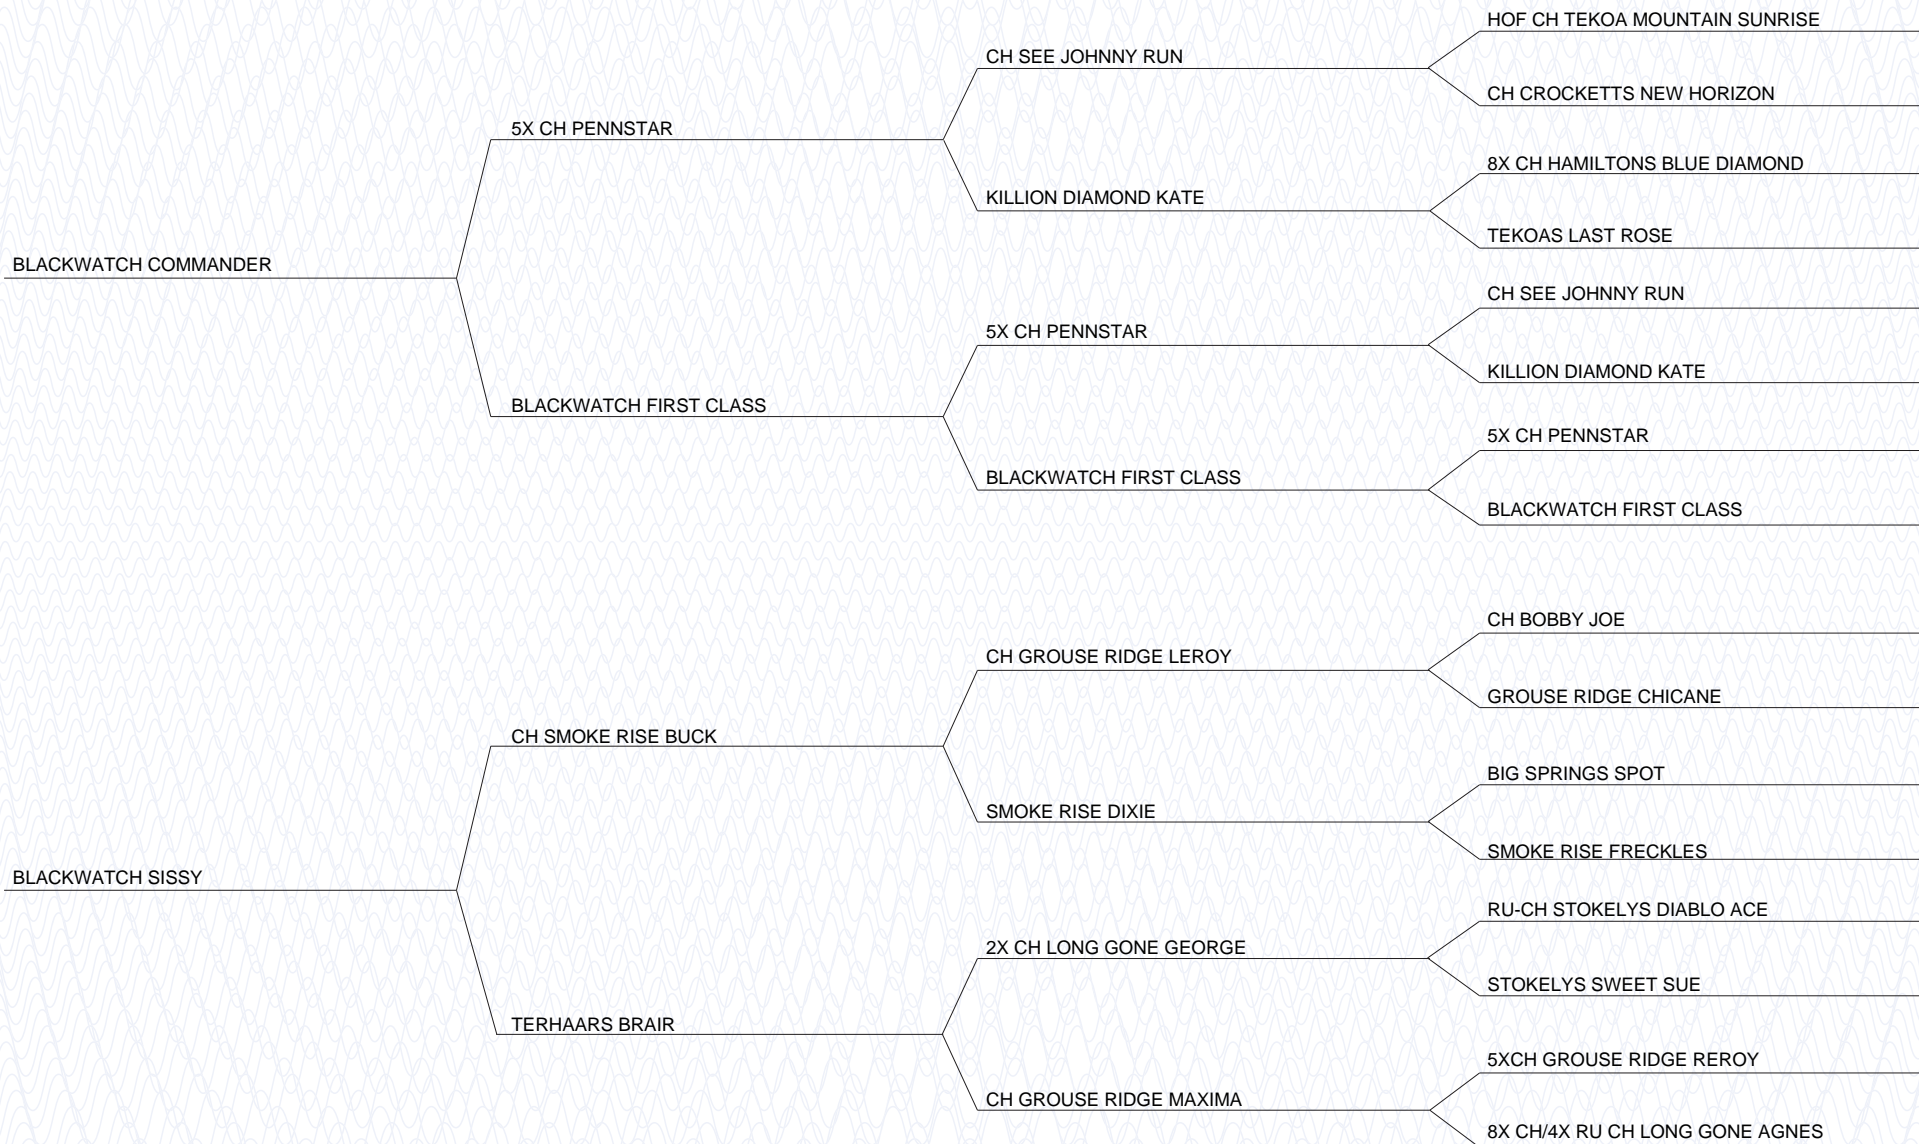 HOF CH TEKOA MOUNTAIN SUNRISE
CH SEE JOHNNY RUN
CH CROCKETTS NEW HORIZON
5X CH PENNSTAR
8X CH HAMILTONS BLUE DIAMOND
KILLION DIAMOND KATE
TEKOAS LAST ROSE
BLACKWATCH COMMANDER
CH SEE JOHNNY RUN
5X CH PENNSTAR
KILLION DIAMOND KATE
BLACKWATCH FIRST CLASS
5X CH PENNSTAR
BLACKWATCH FIRST CLASS
BLACKWATCH FIRST CLASS
CH BOBBY JOE
CH GROUSE RIDGE LEROY
GROUSE RIDGE CHICANE
CH SMOKE RISE BUCK
BIG SPRINGS SPOT
SMOKE RISE DIXIE
SMOKE RISE FRECKLES
BLACKWATCH SISSY
RU-CH STOKELYS DIABLO ACE
2X CH LONG GONE GEORGE
STOKELYS SWEET SUE
TERHAARS BRAIR
5XCH GROUSE RIDGE REROY
CH GROUSE RIDGE MAXIMA
8X CH/4X RU CH LONG GONE AGNES